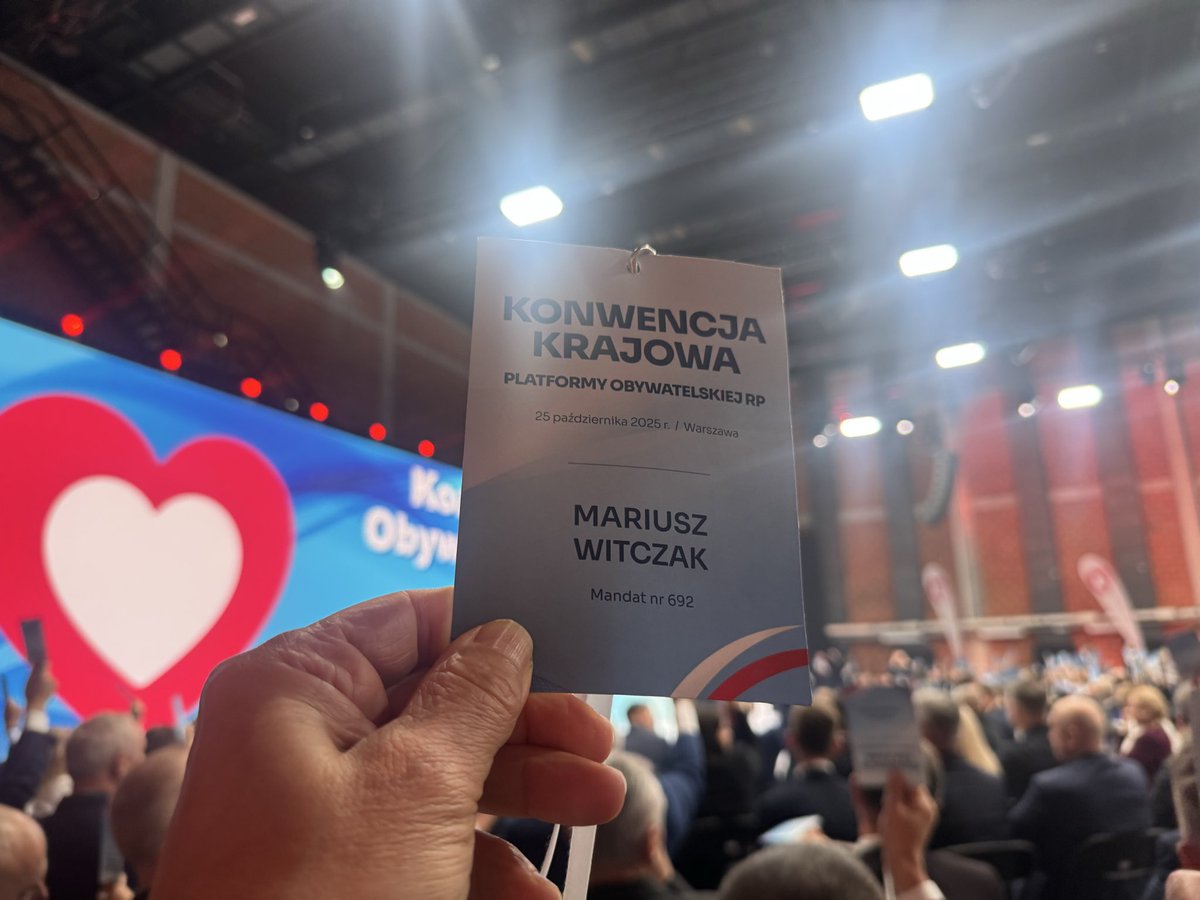 KONWENCJA
KRAJOWA
PLATFORMY OBYWATELSKIEJ RP
25 października 2025 r. / Warszawa
MARIUSZ
WITCZAK
Mandat nr 692